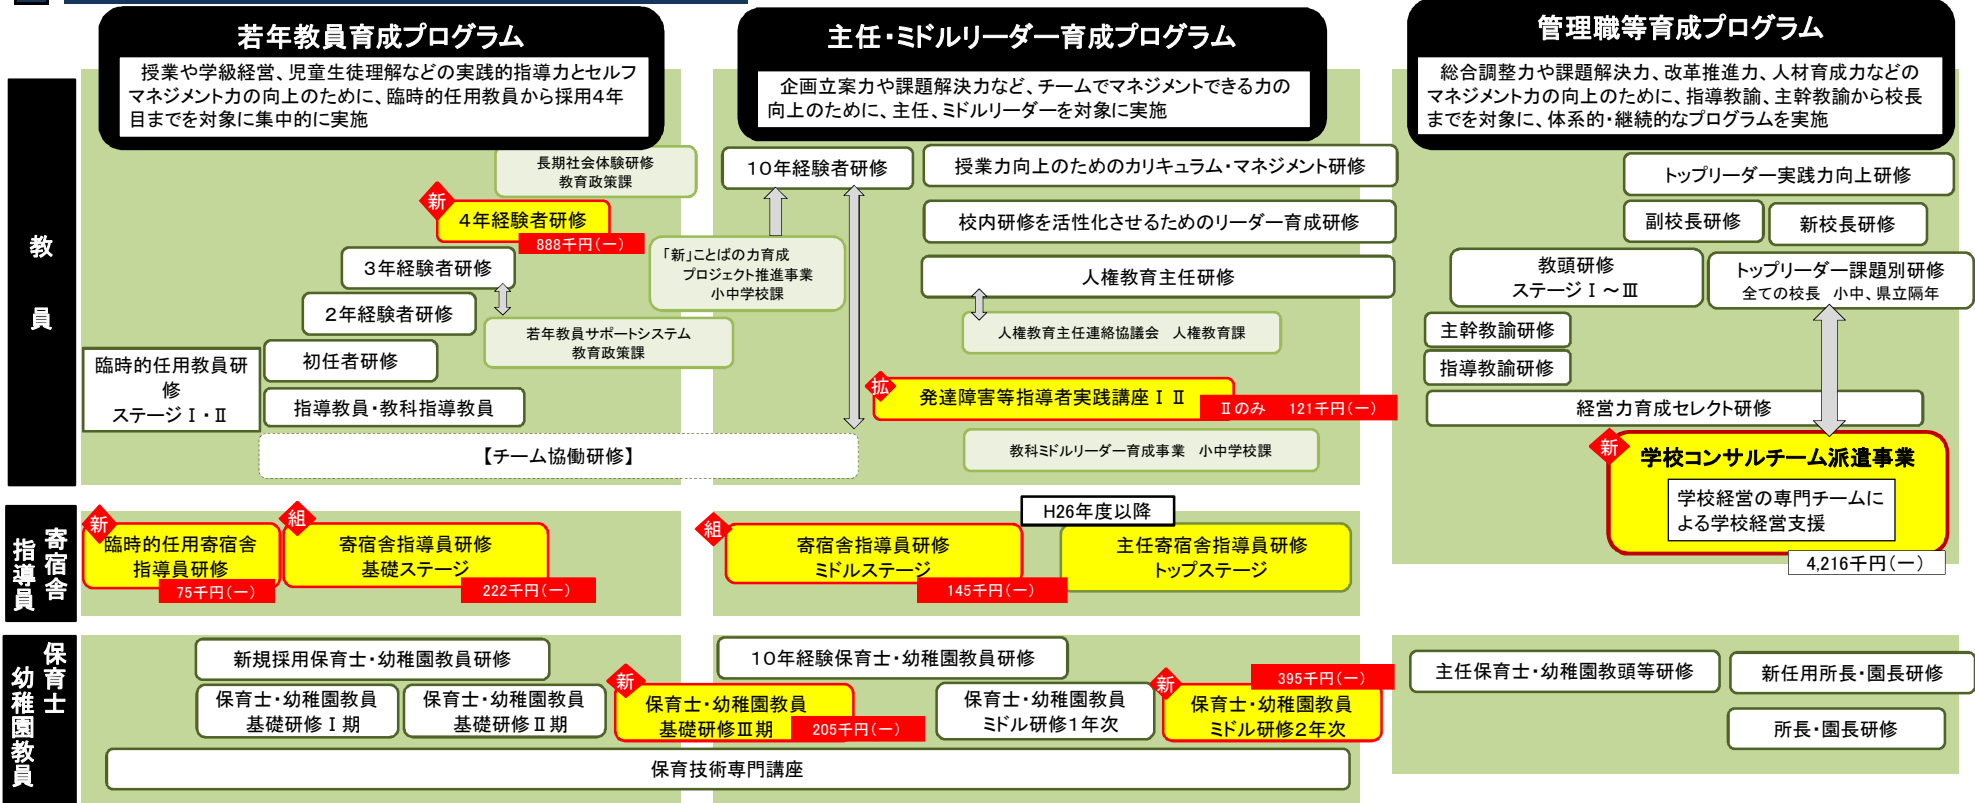 若年教員育成プログラム
授業や学級経営、児童生徒理解などの実践的指導力とセルフ
マネジメント力の向上のために、臨時的任用教員から採用4年
目までを対象に集中的に実施
主任・ミドルリーダー育成プログラム
企画立案力や課題解決力など、チームでマネジメントできる力の
向上のために、主任、ミドルリーダーを対象に実施
管理職等育成プログラム
総合調整力や課題解決力、改革推進力、人材育成力などの
マネジメント力の向上のために、指導教諭、主幹教諭から校長
までを対象に、体系的・継続的なプログラムを実施
教員
長期社会体験研修
教育政策課
新
4年経験者研修
888千円(一)
3年経験者研修
2年経験者研修
若年教員サポートシステム
教育政策課
臨時的任用教員研
修
ステージⅠ・Ⅱ
初任者研修
指導教員・教科指導教員
【チーム協働研修】
10年経験者研修
「新」ことばの力育成
プロジェクト推進事業
小中学校課
授業力向上のためのカリキュラム・マネジメント研修
校内研修を活性化させるためのリーダー育成研修
人権教育主任研修
人権教育主任連絡協議会 人権教育課
拡
発達障害等指導者実践講座Ⅰ Ⅱ
Ⅱのみ 121千円(一)
教科ミドルリーダー育成事業 小中学校課
トップリーダー実践力向上研修
副校長研修
新校長研修
教頭研修
ステージⅠ～Ⅲ
トップリーダー課題別研修
全ての校長 小中、県立隔年
主幹教諭研修
指導教諭研修
経営力育成セレクト研修
新
学校コンサルチーム派遣事業
学校経営の専門チームに
よる学校経営支援
4,216千円(一)
寄宿舎
指導員
新
臨時的任用寄宿舎
指導員研修
75千円(一)
組
寄宿舎指導員研修
基礎ステージ
222千円(一)
組
寄宿舎指導員研修
ミドルステージ
145千円(一)
H26年度以降
主任寄宿舎指導員研修
トップステージ
保育士
幼稚園教員
新規採用保育士・幼稚園教員研修
保育士・幼稚園教員
基礎研修Ⅰ期
保育士・幼稚園教員
基礎研修Ⅱ期
新
保育士・幼稚園教員
基礎研修Ⅲ期
205千円(一)
10年経験保育士・幼稚園教員研修
保育士・幼稚園教員
ミドル研修1年次
新
395千円(一)
保育士・幼稚園教員
ミドル研修2年次
保育技術専門講座
主任保育士・幼稚園教頭等研修
新任用所長・園長研修
所長・園長研修